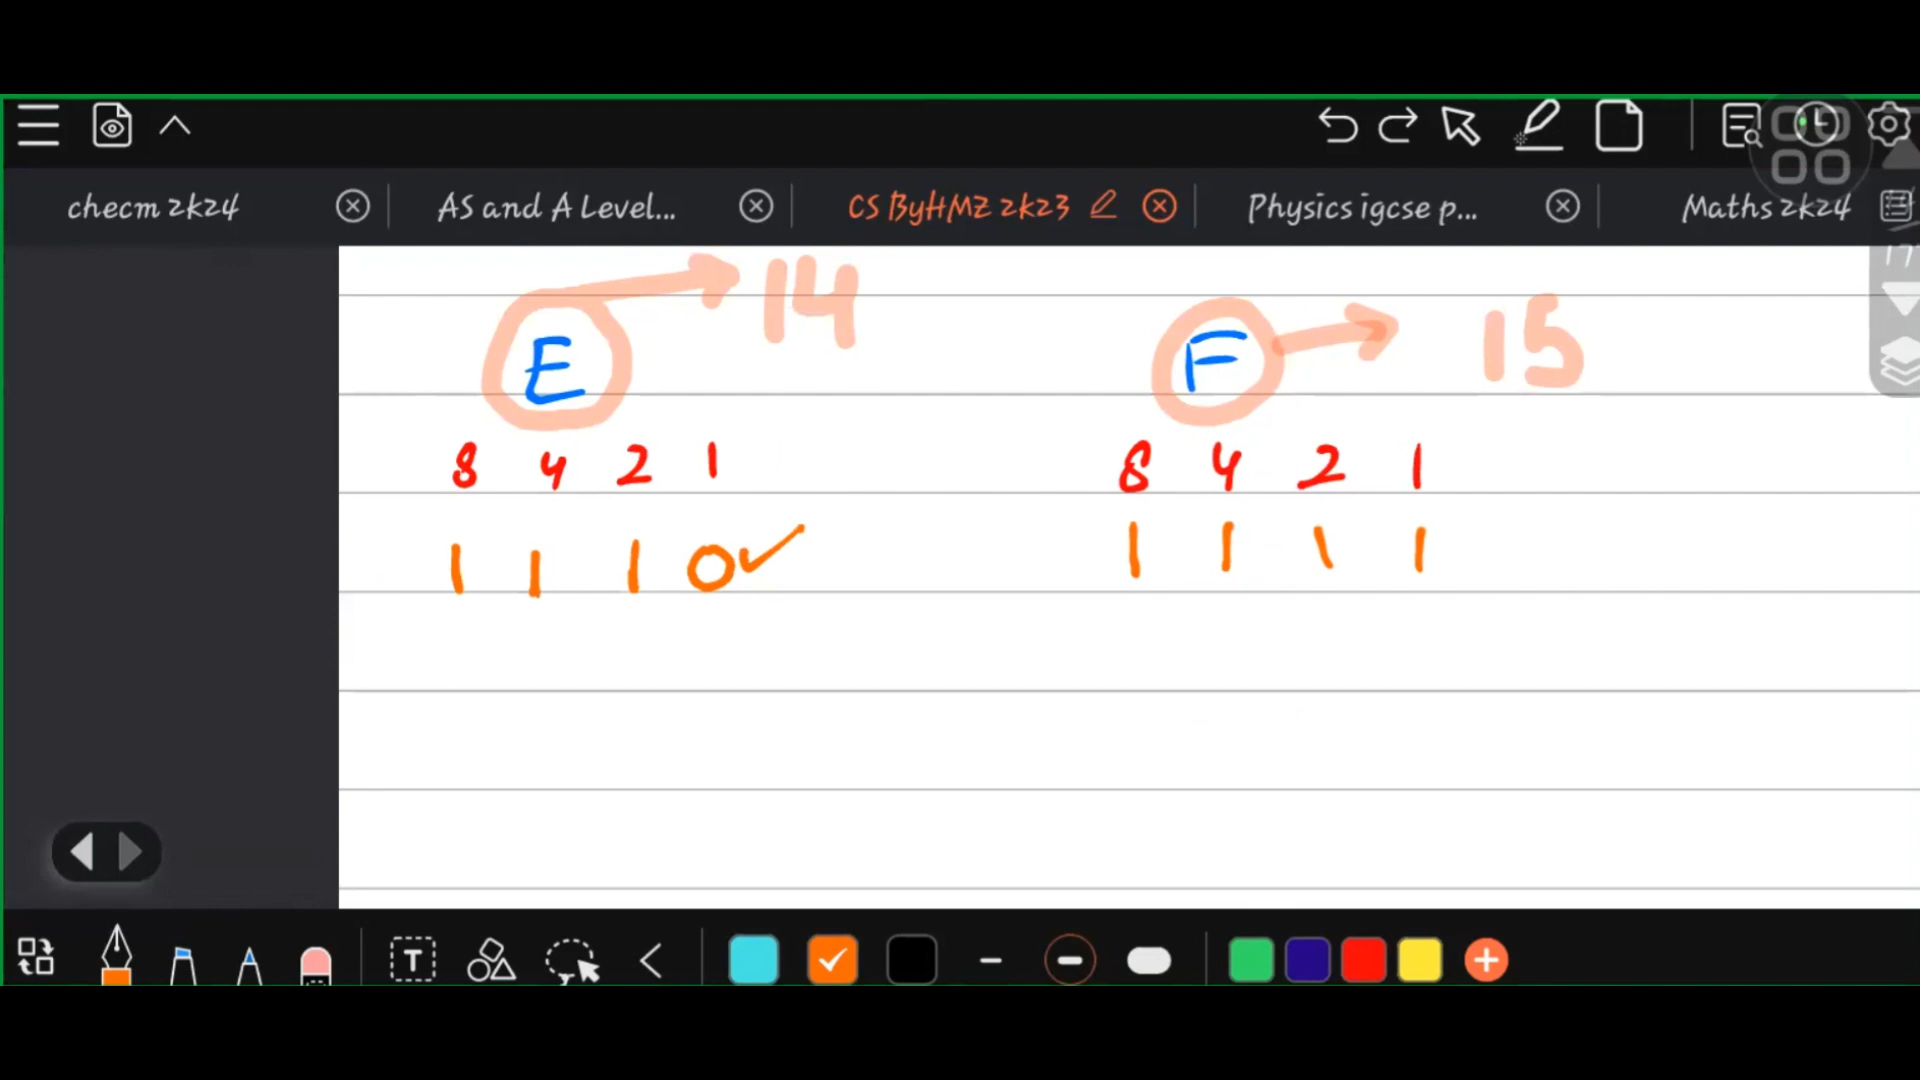 checm 2k24 AS and A Level... CS ByHMZ 2k23 Physics igcse p... Maths 2k24
E → 14 F → 15
8 4 2 1 8 4 2 1
1 1 1 0 ✓ 1 1 1 1
T